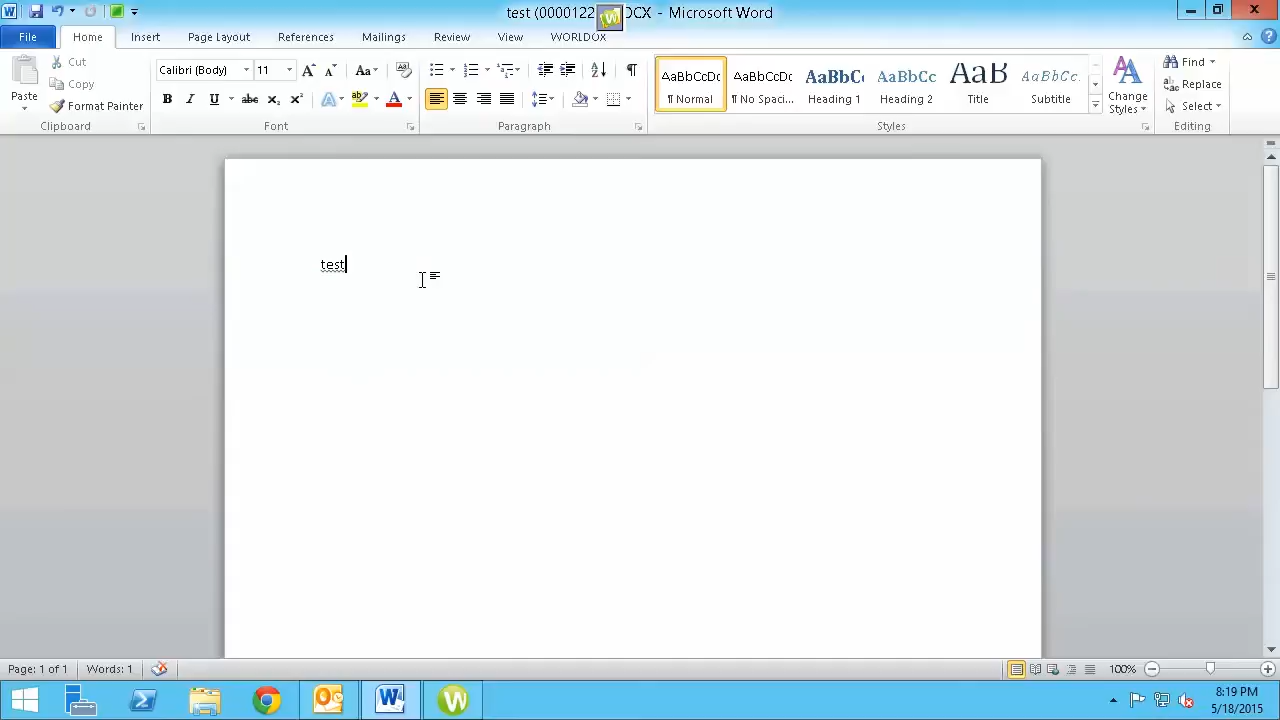 test (0000122 DCX - Microsoft Word
File Home Insert Page Layout References Mailings Review View WORLDOX
Paste
Cut
Copy
Format Painter
Clipboard
Calibri (Body) 11
Font
Paragraph
AaBbCcDc AaBbCcDc AaBbCc AaBbCc AaB AaBbCc.
¶ Normal ¶ No Spaci... Heading 1 Heading 2 Title Subtitle
Change Styles
Styles
Find
Replace
Select
Editing
test
Page: 1 of 1 Words: 1 100%
8:19 PM
5/18/2015